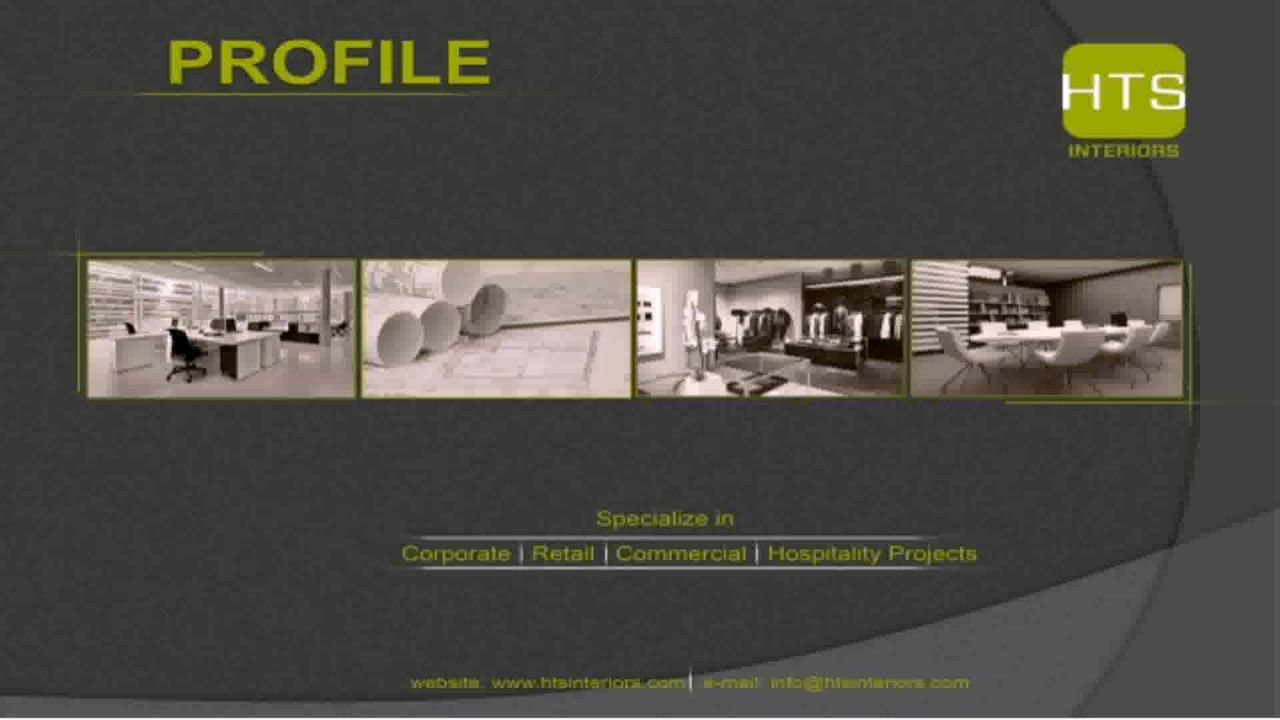 PROFILE
HTS
INTERIORS
Specialize in
Corporate | Retail | Commercial | Hospitality Projects
website. www.htsinteriors.com | e-mail: info@htsinteriors.com